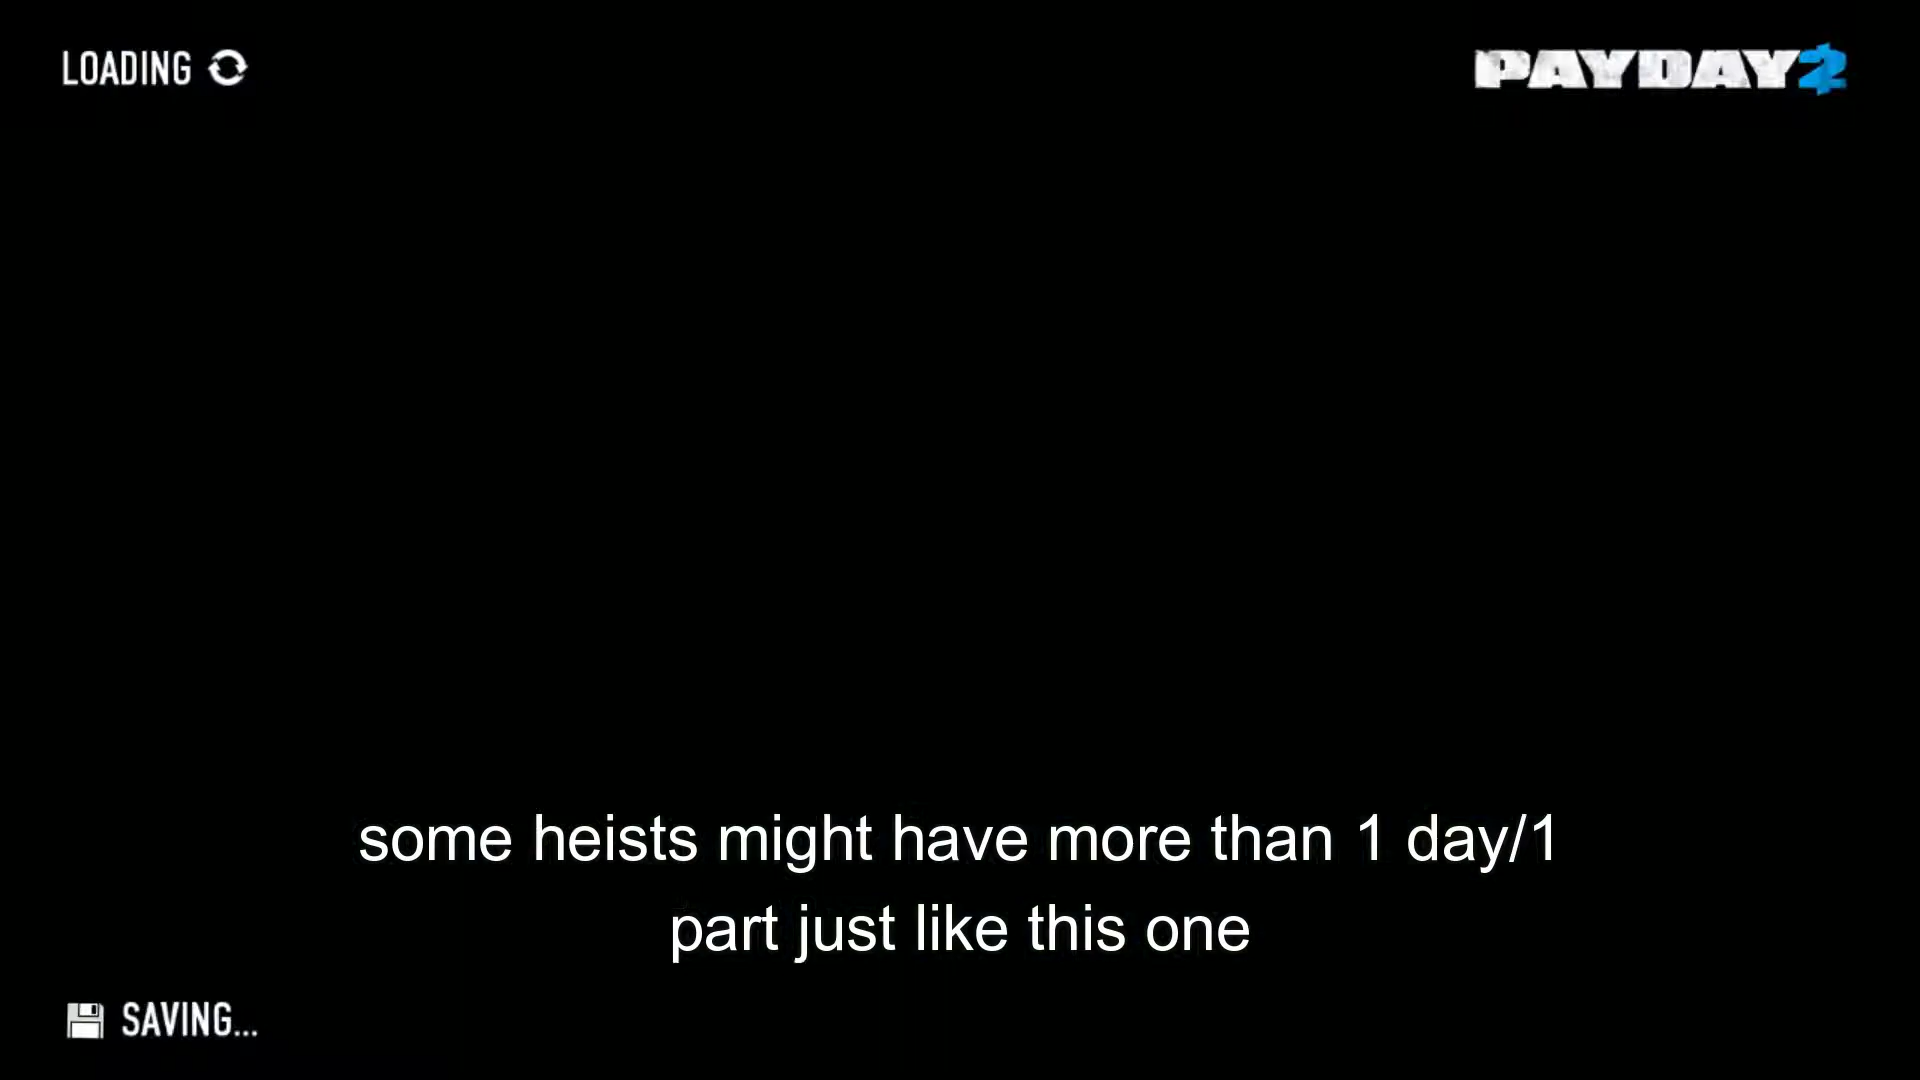 LOADING
PAYDAY2
some heists might have more than 1 day/1
part just like this one
SAVING...